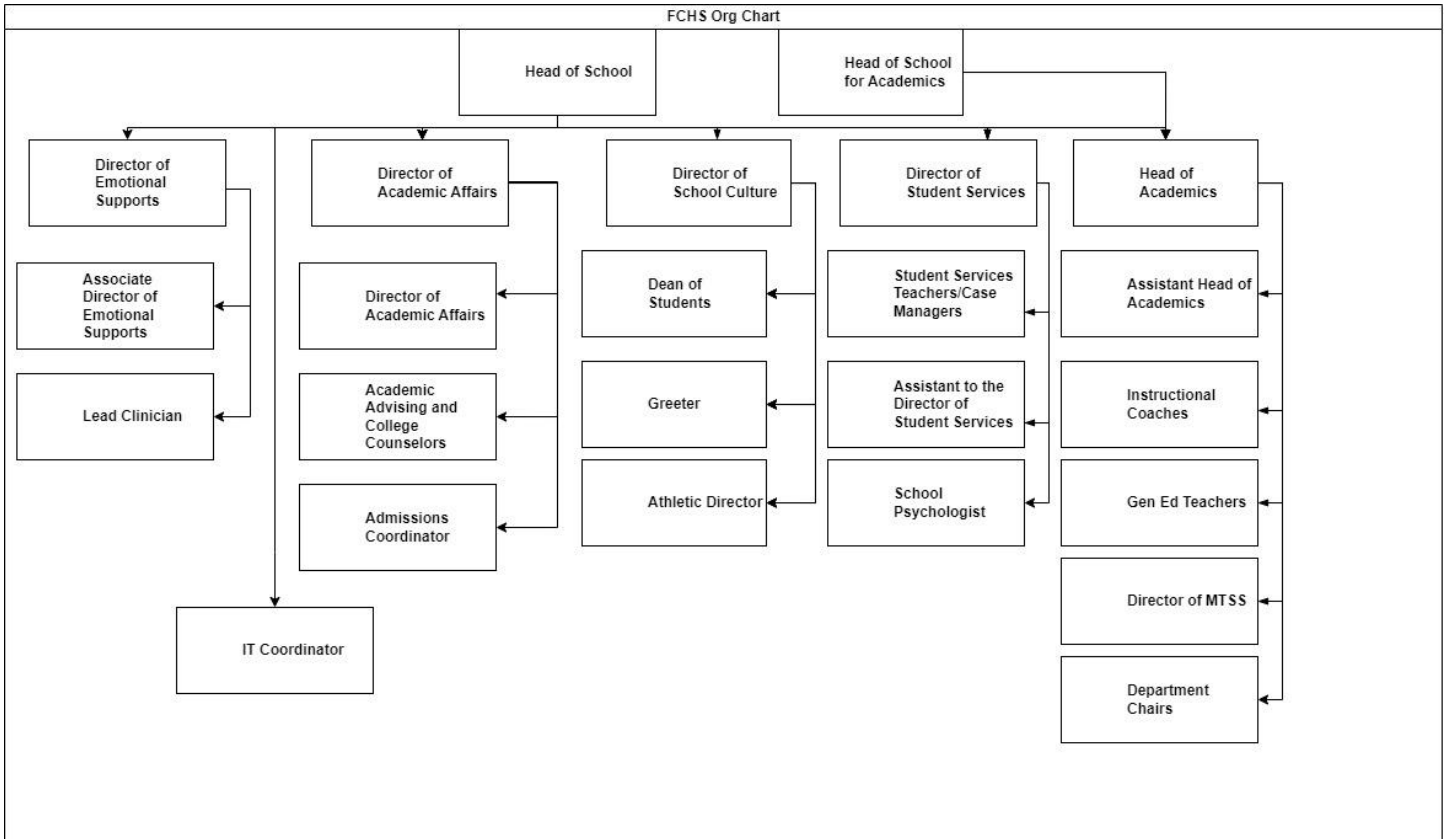 FCHS Org Chart
Head of School
Head of School
for Academics
Director of
Emotional
Supports
Director of
Academic Affairs
Director of
School Culture
Director of
Student Services
Head of
Academics
Associate
Director of
Emotional
Supports
Director of
Academic Affairs
Dean of
Students
Student Services
Teachers/Case
Managers
Assistant Head of
Academics
Lead Clinician
Academic
Advising and
College
Counselors
Greeter
Assistant to the
Director of
Student Services
Instructional
Coaches
Admissions
Coordinator
Athletic Director
School
Psychologist
Gen Ed Teachers
IT Coordinator
Director of MTSS
Department
Chairs